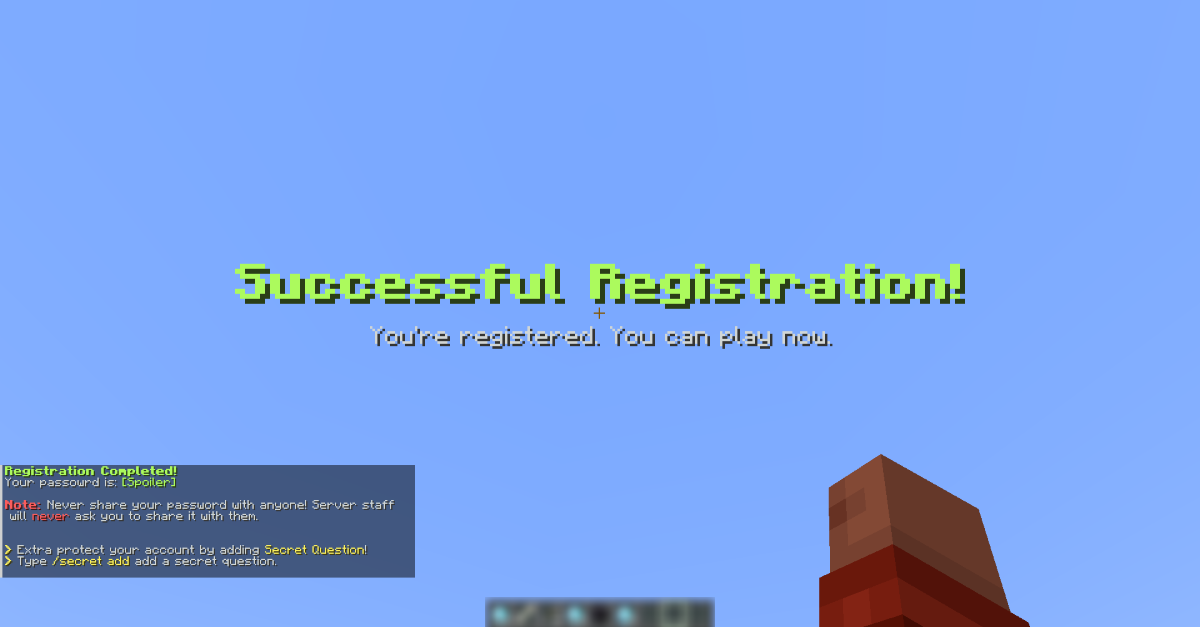 Successful Registration!
You're registered. You can play now.
Registration Completed!
Your password is: [Spoiler]
Note: Never share your password with anyone! Server staff
will never ask you to share it with them.
> Extra protect your account by adding Secret Question!
> Type /secret add add a secret question.